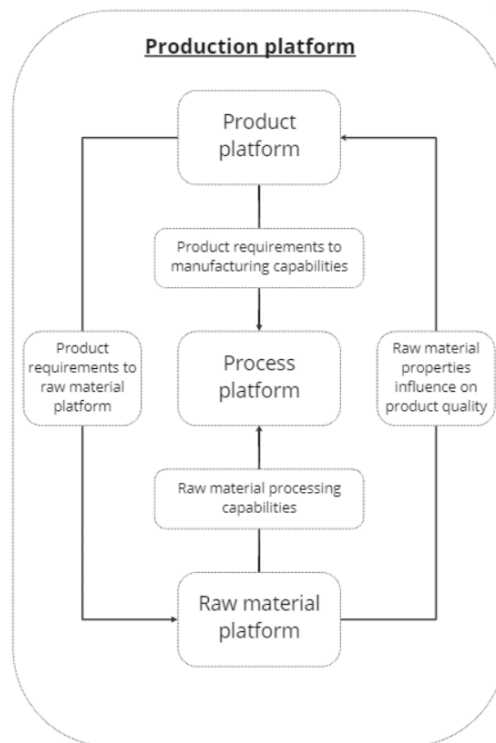 Production platform
Product
platform
Product requirements to
manufacturing capabilities
Product
requirements to
raw material
platform
Process
platform
Raw material
properties
influence on
product quality
Raw material processing
capabilities
Raw material
platform